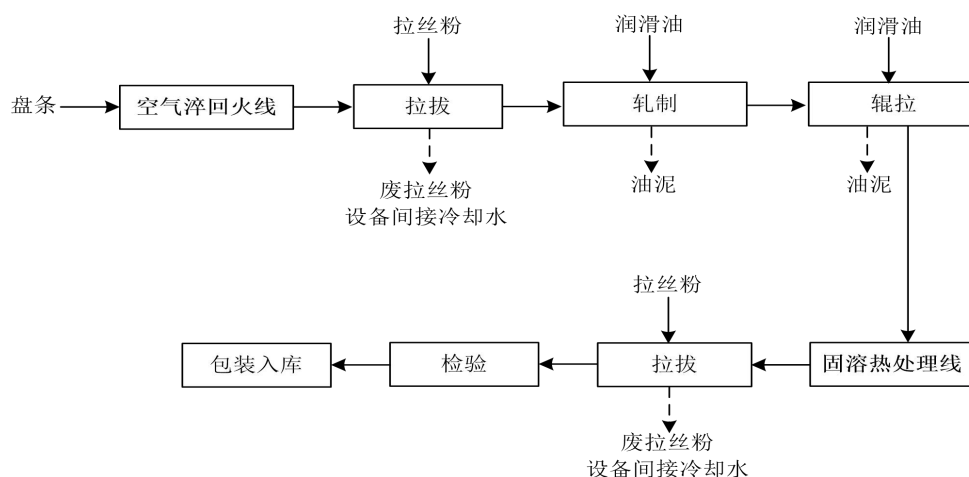 拉丝粉
润滑油
润滑油
盘条
空气淬回火线
拉拔
轧制
辊拉
废拉丝粉
设备间接冷却水
油泥
油泥
拉丝粉
包装入库
检验
拉拔
固溶热处理线
废拉丝粉
设备间接冷却水